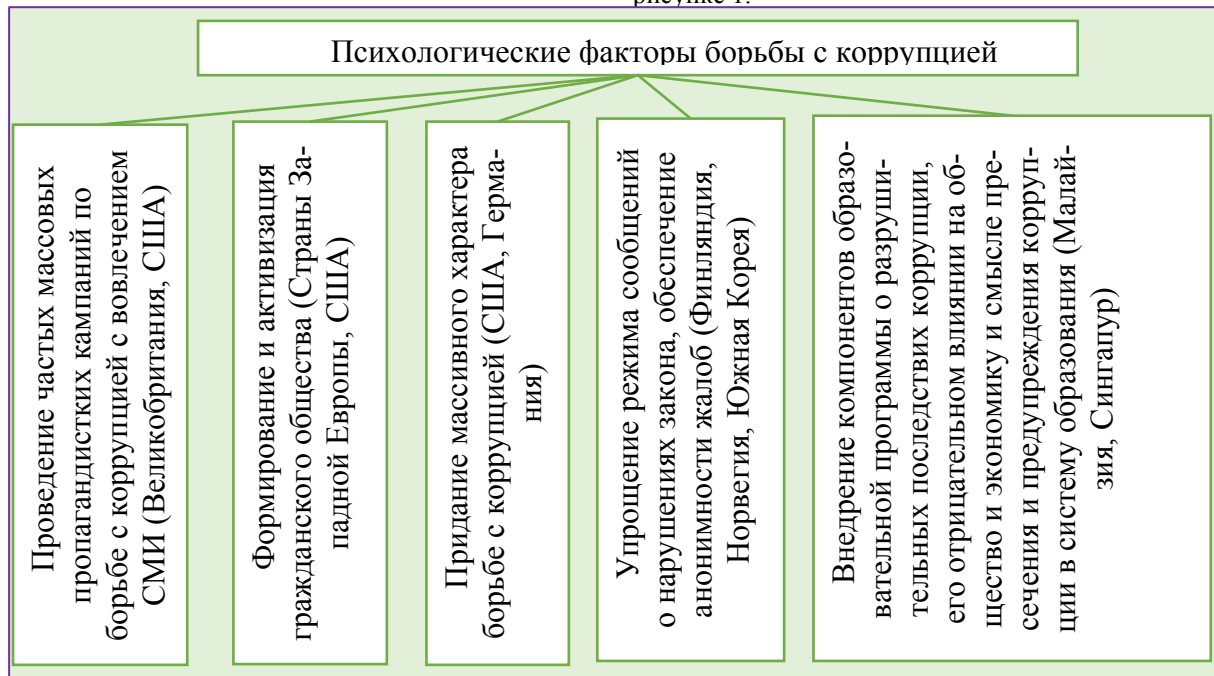 рисунке 1.
Психологические факторы борьбы с коррупцией
Проведение частых массовых
пропагандистких кампаний по
борьбе с коррупцией с вовлечением
СМИ (Великобритания, США)
Формирование и активизация
гражданского общества (Страны За-
падной Европы, США)
Придание массивного характера
борьбе с коррупцией (США, Герма-
ния)
Упрощение режима сообщений
о нарушениях закона, обеспечение
анонимности жалоб (Финляндия,
Норвегия, Южная Корея)
Внедрение компонентов образо-
вательной программы о разруши-
тельных последствях коррупции,
его отрицательном влиянии на об-
щество и экономику и смысле пре-
сечения и предупреждения корруп-
ции в систему образования (Малай-
зия, Сингапур)